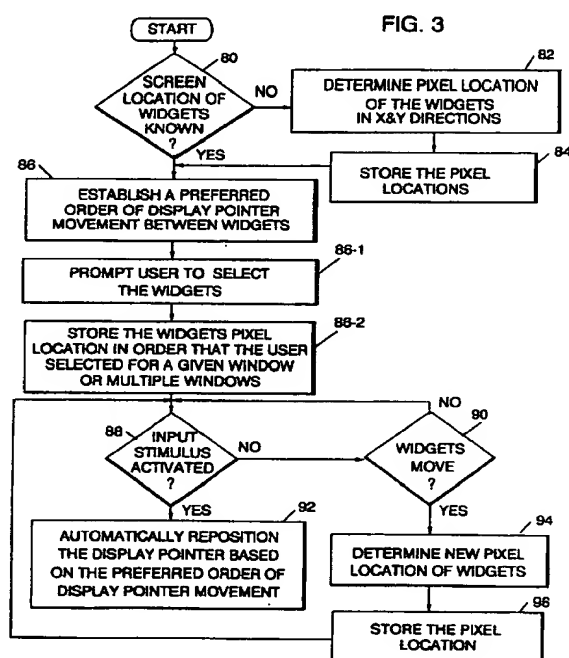 FIG. 3
START
80
SCREEN
LOCATION OF
WIDGETS
KNOWN
?
NO
YES
82
DETERMINE PIXEL LOCATION
OF THE WIDGETS
IN X&Y DIRECTIONS
84
STORE THE PIXEL
LOCATIONS
86
ESTABLISH A PREFERRED
ORDER OF DISPLAY POINTER
MOVEMENT BETWEEN WIDGETS
86-1
PROMPT USER TO SELECT
THE WIDGETS
86-2
STORE THE WIDGETS PIXEL
LOCATION IN ORDER THAT THE USER
SELECTED FOR A GIVEN WINDOW
OR MULTIPLE WINDOWS
88
INPUT
STIMULUS
ACTIVATED
?
NO
YES
90
NO
WIDGETS
MOVE
?
YES
92
AUTOMATICALLY REPOSITION
THE DISPLAY POINTER BASED
ON THE PREFERRED ORDER OF
DISPLAY POINTER MOVEMENT
94
DETERMINE NEW PIXEL
LOCATION OF WIDGETS
96
STORE THE PIXEL
LOCATION